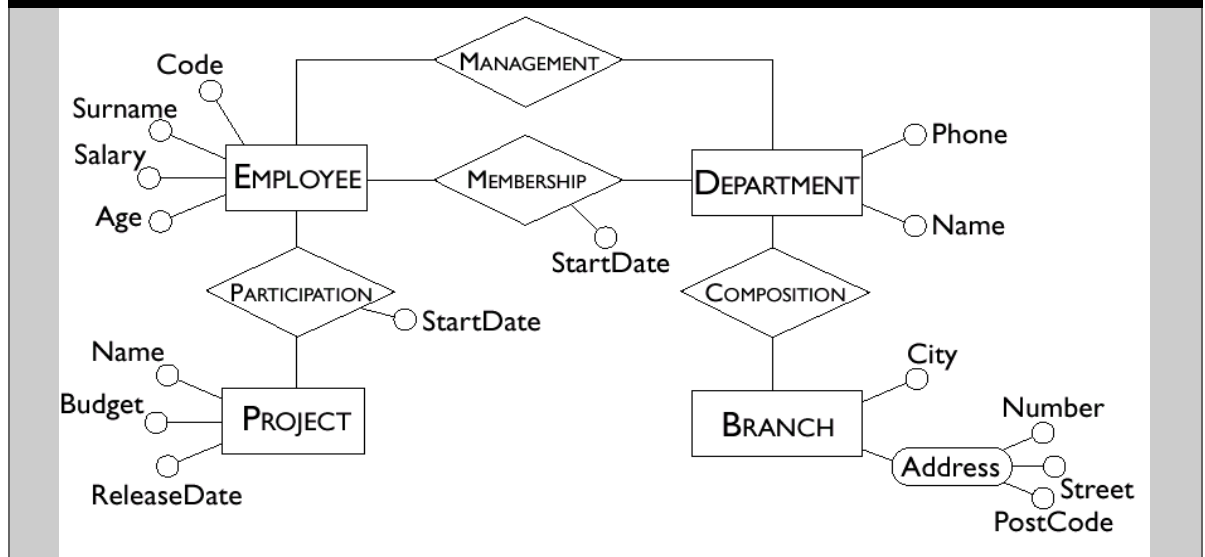 MANAGEMENT
Code
Surname
Salary
Age
EMPLOYEE
MEMBERSHIP
StartDate
DEPARTMENT
Phone
Name
PARTICIPATION
StartDate
COMPOSITION
Name
Budget
ReleaseDate
PROJECT
BRANCH
City
Address
Number
Street
PostCode